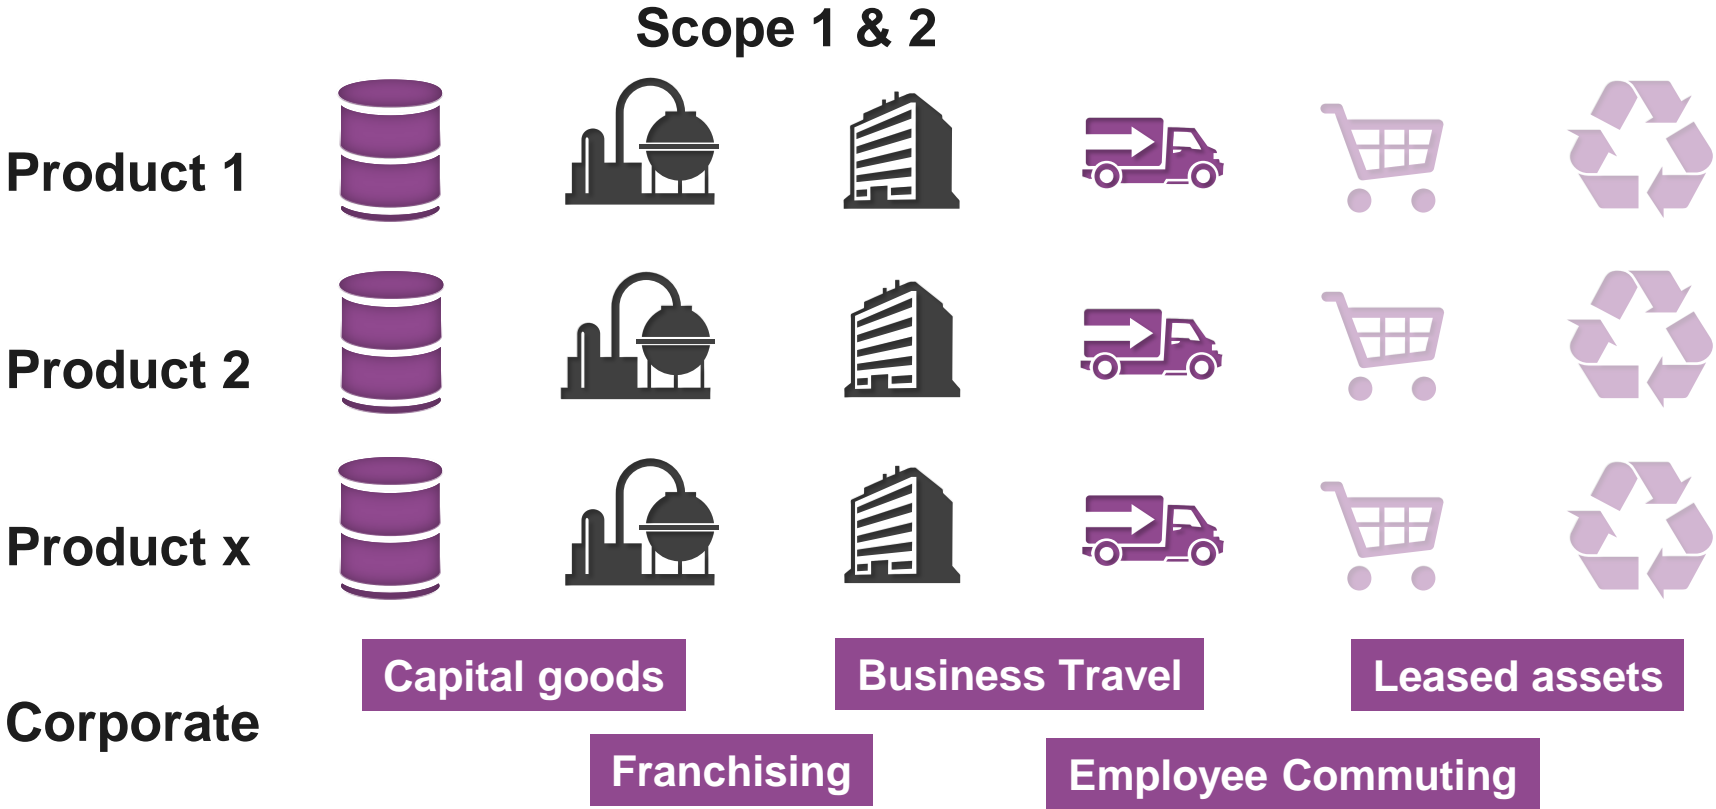 Scope 1 & 2
Product 1
Product 2
Product x
Corporate
Capital goods
Business Travel
Leased assets
Franchising
Employee Commuting